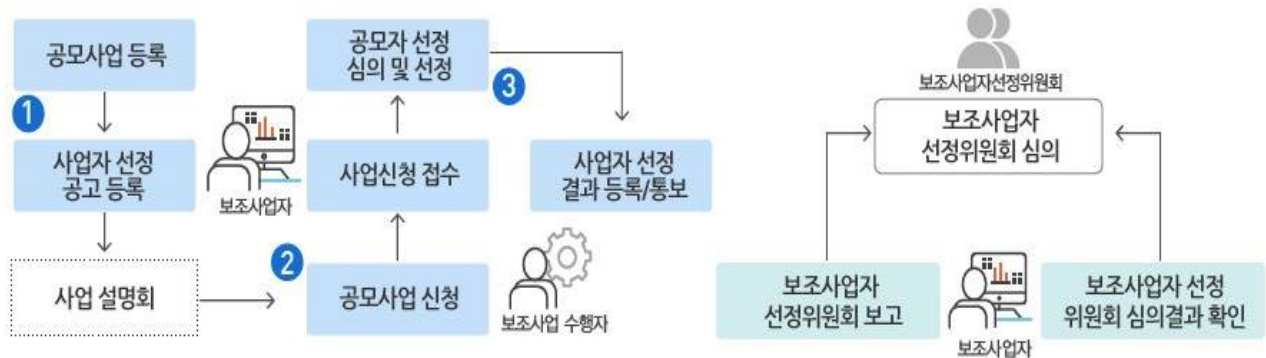 공모사업 등록
1
사업자 선정
공고 등록
사업 설명회
보조사업자
공모자 선정
심의 및 선정
3
사업신청 접수
2
공모사업 신청
사업자 선정
결과 등록/통보
보조사업 수행자
보조사업자선정위원회
보조사업자
선정위원회 심의
보조사업자
선정위원회 보고
보조사업자
보조사업자 선정
위원회 심의결과 확인